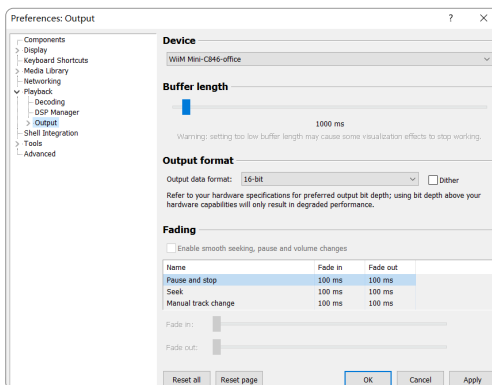 Preferences: Output
?
Components
Display
Keyboard Shortcuts
Media Library
Networking
Playback
Decoding
DSP Manager
Output
Shell Integration
Tools
Advanced
Device
WiiM Mini-C846-office
Buffer length
1000 ms
Warning: setting too low buffer length may cause some visualization effects to stop working.
Output format
Output data format: 16-bit Dither
Refer to your hardware specifications for preferred output bit depth; using bit depth above your
hardware capabilities will only result in degraded performance.
Fading
Enable smooth seeking, pause and volume changes
Name Fade in Fade out
Pause and stop 100 ms 100 ms
Seek 100 ms 100 ms
Manual track change 100 ms 100 ms
Fade in:
Fade out:
Reset all Reset page OK Cancel Apply